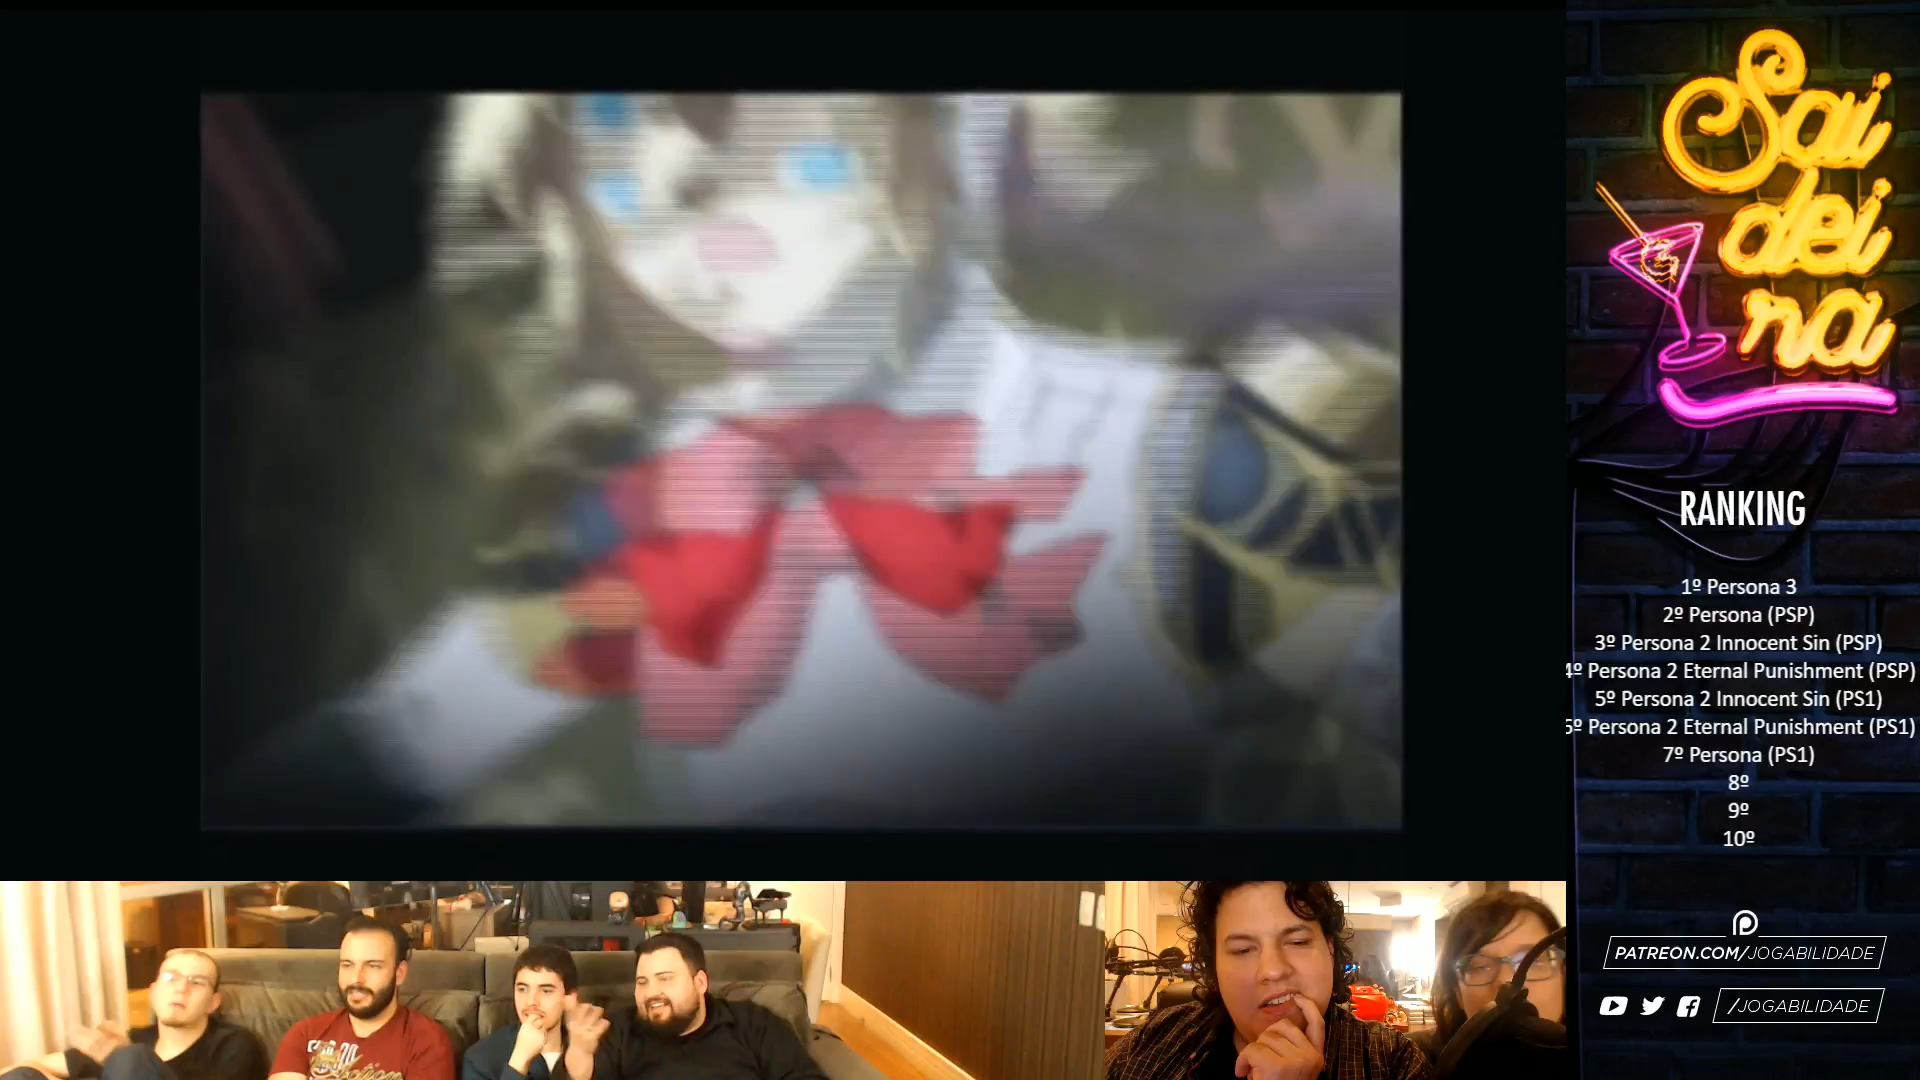 Sai
dei
ra
RANKING
1º Persona 3
2º Persona (PSP)
3º Persona 2 Innocent Sin (PSP)
4º Persona 2 Eternal Punishment (PSP)
5º Persona 2 Innocent Sin (PS1)
6º Persona 2 Eternal Punishment (PS1)
7º Persona (PS1)
8º
9º
10º
PATREON.COM/JOGABILIDADE
/JOGABILIDADE